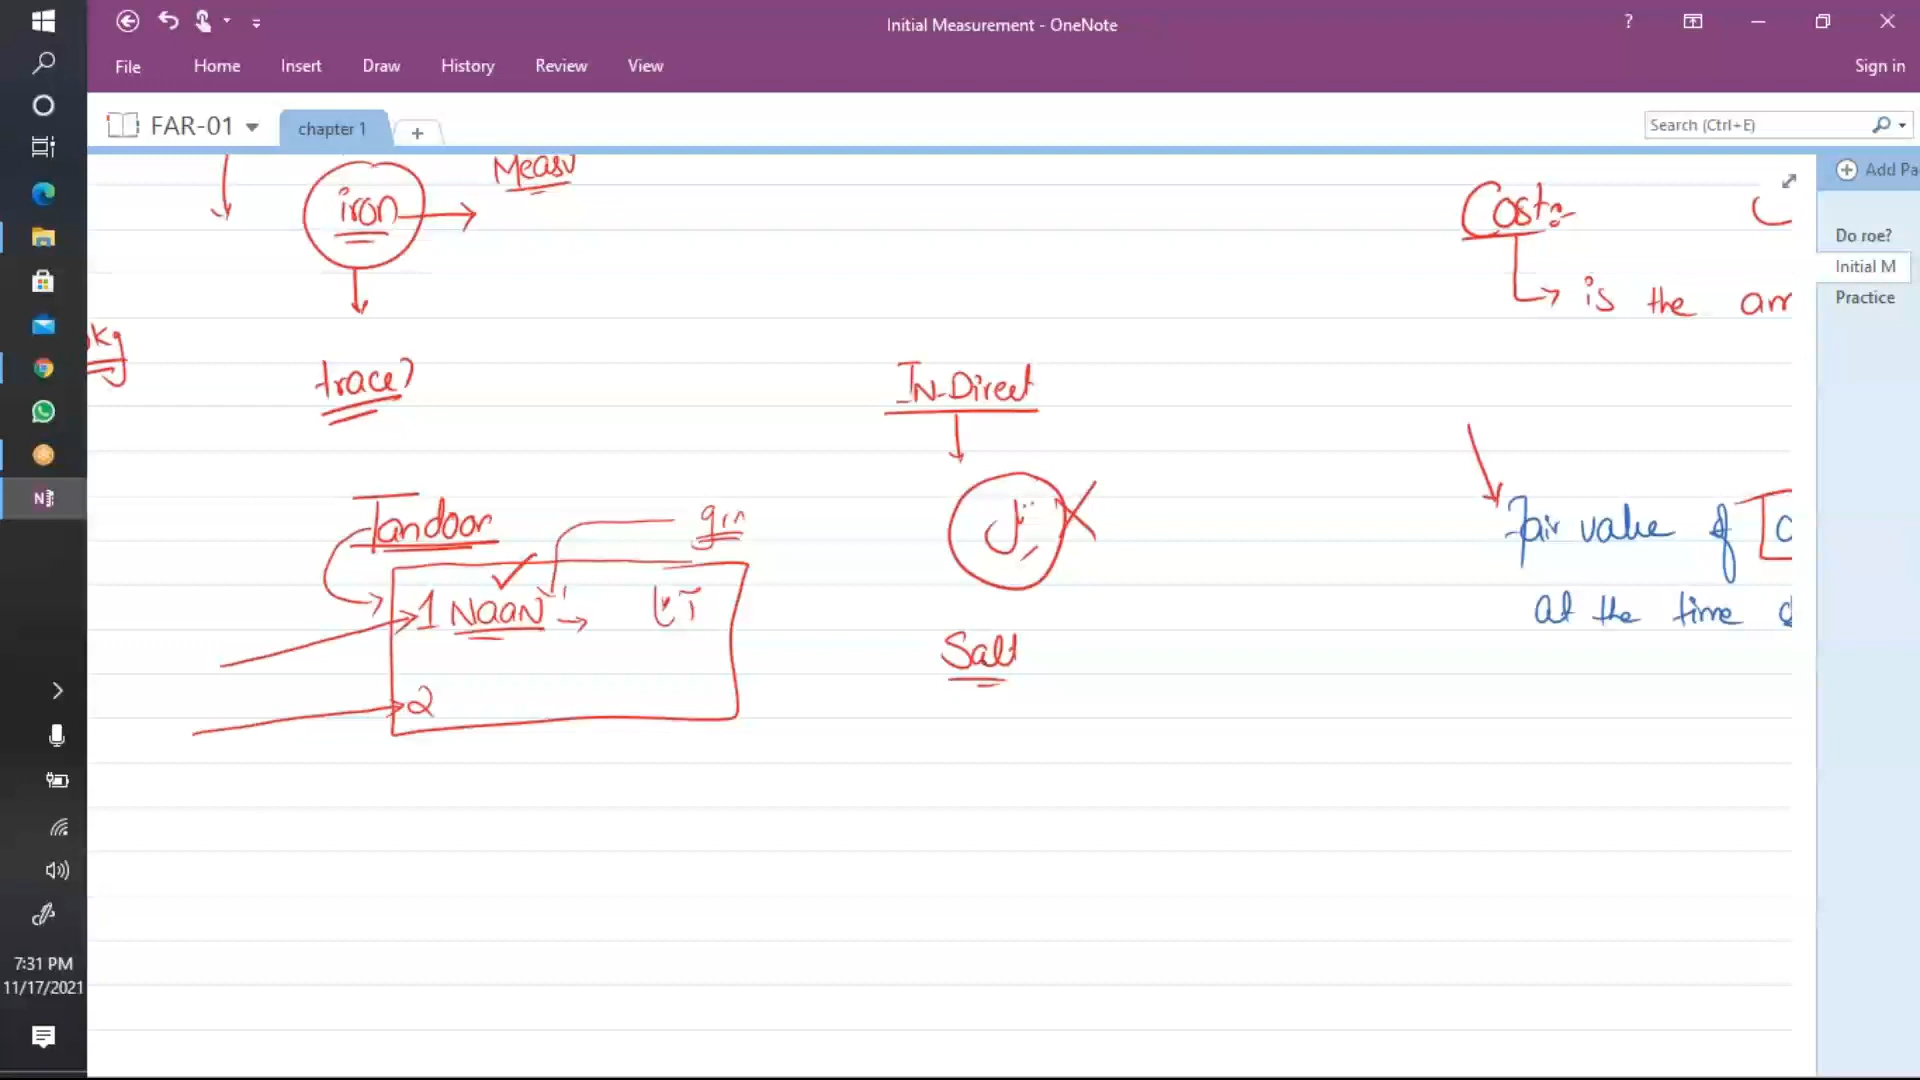 Initial Measurement - OneNote
?
File Home Insert Draw History Review View
Sign in
FAR-01
chapter 1
+
Search (Ctrl+E)
Add Pa
Do roe?
Initial M
Practice
Measu
iron
kg
trace?
Tandoor
1 NAAN
آٹا
2
IN-Direct
Salt
Cost:-
is the am
Fair value of
at the time
7:31 PM
11/17/2021